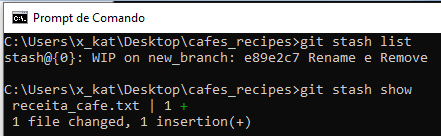 Prompt de Comando
C:\Users\x_kat\Desktop\cafes_recipes>git stash list
stash@{0}: WIP on new_branch: e89e2c7 Rename e Remove
C:\Users\x_kat\Desktop\cafes_recipes>git stash show
 receita_cafe.txt | 1 +
 1 file changed, 1 insertion(+)